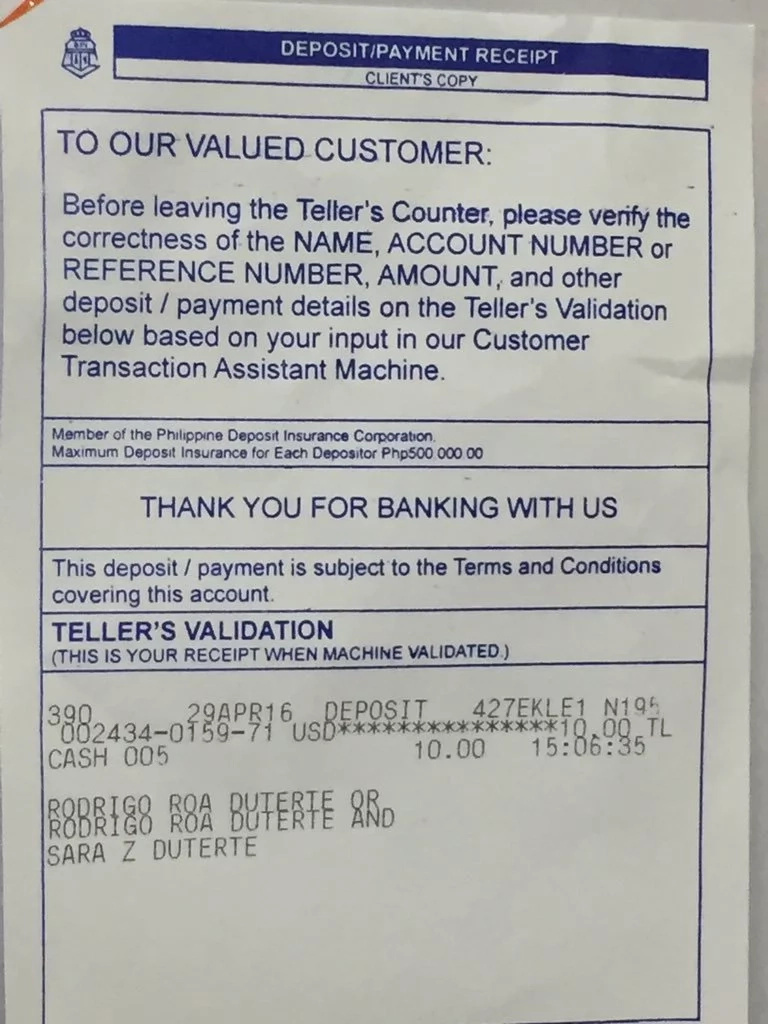 DEPOSIT/PAYMENT RECEIPT
CLIENT'S COPY
TO OUR VALUED CUSTOMER:
Before leaving the Teller's Counter, please verify the
correctness of the NAME, ACCOUNT NUMBER or
REFERENCE NUMBER, AMOUNT, and other
deposit / payment details on the Teller's Validation
below based on your input in our Customer
Transaction Assistant Machine.
Member of the Philippine Deposit Insurance Corporation.
Maximum Deposit Insurance for Each Depositor Php500 000 00
THANK YOU FOR BANKING WITH US
This deposit / payment is subject to the Terms and Conditions
covering this account.
TELLER'S VALIDATION
(THIS IS YOUR RECEIPT WHEN MACHINE VALIDATED.)
390 29APR16 DEPOSIT 427EKLE1
002434-0159-71 USD***************10.00 TL
CASH 005 10.00 15:06:35
RODRIGO ROA DUTERTE OR
RODRIGO ROA DUTERTE AND
SARA Z DUTERTE